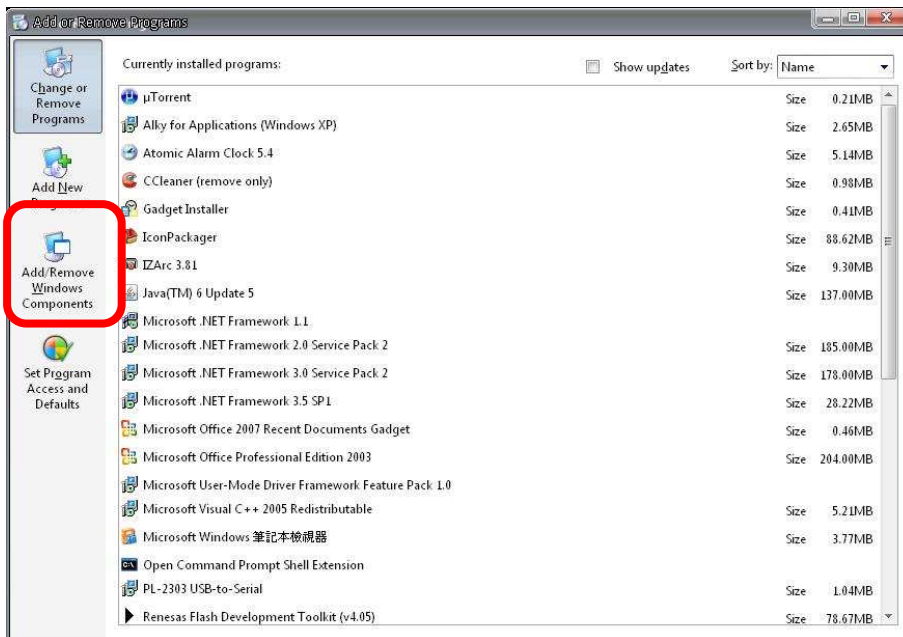 Add or Remove Programs
Change or
Remove
Programs
Add New
Add/Remove
Windows
Components
Set Program
Access and
Defaults
Currently installed programs:
Show updates
Sort by: Name
µTorrent Size 0.21MB
Alky for Applications (Windows XP) Size 2.65MB
Atomic Alarm Clock 5.4 Size 5.14MB
CCleaner (remove only) Size 0.98MB
Gadget Installer Size 0.41MB
IconPackager Size 88.62MB
IZArc 3.81 Size 9.30MB
Java(TM) 6 Update 5 Size 137.00MB
Microsoft .NET Framework 1.1
Microsoft .NET Framework 2.0 Service Pack 2 Size 185.00MB
Microsoft .NET Framework 3.0 Service Pack 2 Size 178.00MB
Microsoft .NET Framework 3.5 SP1 Size 28.22MB
Microsoft Office 2007 Recent Documents Gadget Size 0.46MB
Microsoft Office Professional Edition 2003 Size 204.00MB
Microsoft User-Mode Driver Framework Feature Pack 1.0
Microsoft Visual C++ 2005 Redistributable Size 5.21MB
Microsoft Windows 筆記本檢視器 Size 3.77MB
Open Command Prompt Shell Extension
PL-2303 USB-to-Serial Size 1.04MB
Renesas Flash Development Toolkit (v4.05) Size 78.67MB